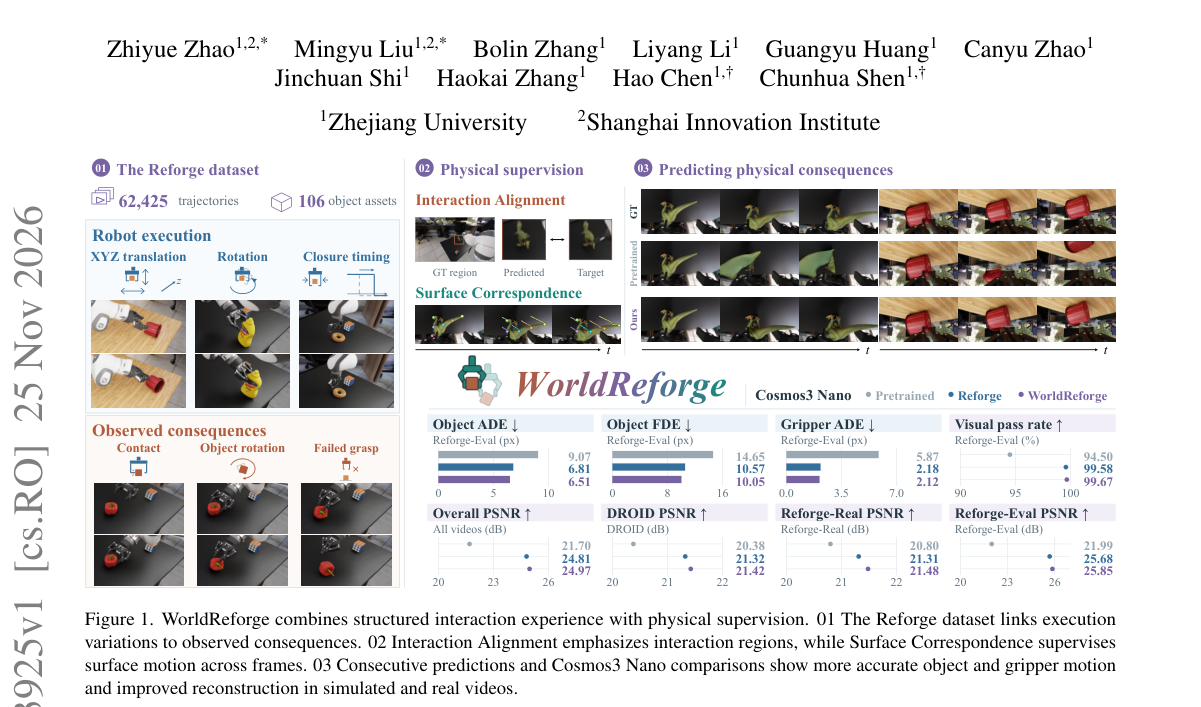 Zhiyue Zhao1,2,* Mingyu Liu1,2,* Bolin Zhang1 Liyang Li1 Guangyu Huang1 Canyu Zhao1
Jinchuan Shi1 Haokai Zhang1 Hao Chen1,† Chunhua Shen1,†
1Zhejiang University 2Shanghai Innovation Institute
8925v1 [cs.RO] 25 Nov 2026
01 The Reforge dataset
62,425 trajectories 106 object assets
Robot execution
XYZ translation Rotation Closure timing
z
Observed consequences
Contact Object rotation Failed grasp
02 Physical supervision
Interaction Alignment
GT region Predicted Target
Surface Correspondence
t
03 Predicting physical consequences
GT
Pretrained
Ours
t t
WorldReforge
Cosmos3 Nano Pretrained Reforge WorldReforge
Object ADE ↓
Reforge-Eval (px)
9.07
6.81
6.51
0 5 10
Object FDE ↓
Reforge-Eval (px)
14.65
10.57
10.05
0 8 16
Gripper ADE ↓
Reforge-Eval (px)
5.87
2.18
2.12
0.0 3.5 7.0
Visual pass rate ↑
Reforge-Eval (%)
94.50
99.58
99.67
90 95 100
Overall PSNR ↑
All videos (dB)
21.70
24.81
24.97
20 23 26
DROID PSNR ↑
DROID (dB)
20.38
21.32
21.42
20 21 22
Reforge-Real PSNR ↑
Reforge-Real (dB)
20.80
21.31
21.48
20 21 22
Reforge-Eval PSNR ↑
Reforge-Eval (dB)
21.99
25.68
25.85
20 23 26
Figure 1. WorldReforge combines structured interaction experience with physical supervision. 01 The Reforge dataset links execution
variations to observed consequences. 02 Interaction Alignment emphasizes interaction regions, while Surface Correspondence supervises
surface motion across frames. 03 Consecutive predictions and Cosmos3 Nano comparisons show more accurate object and gripper motion
and improved reconstruction in simulated and real videos.